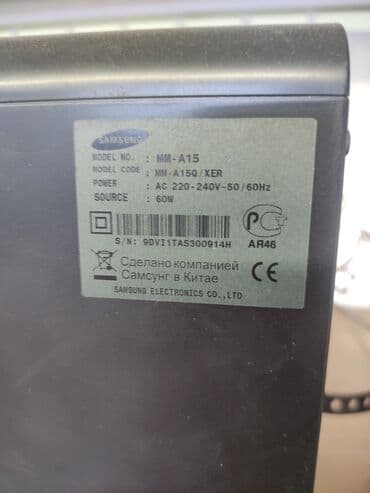 SAMSUNG
MODEL NO. : MM-A15
MODEL CODE : MM-A15Q/XER
POWER : AC 220-240V~50/60Hz
SOURCE : 60W
S/N: 9DVI1TAS300914H
АЯ46
Сделано компанией
Самсунг в Китае
CE
SAMSUNG ELECTRONICS CO.,LTD